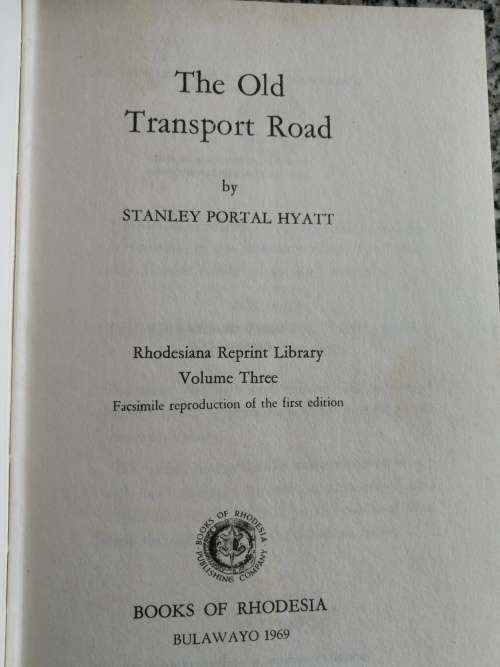 The Old
Transport Road
by
STANLEY PORTAL HYATT
Rhodesiana Reprint Library
Volume Three
Facsimile reproduction of the first edition
BOOKS OF RHODESIA
PUBLISHING COMPANY
BOOKS OF RHODESIA
BULAWAYO 1969